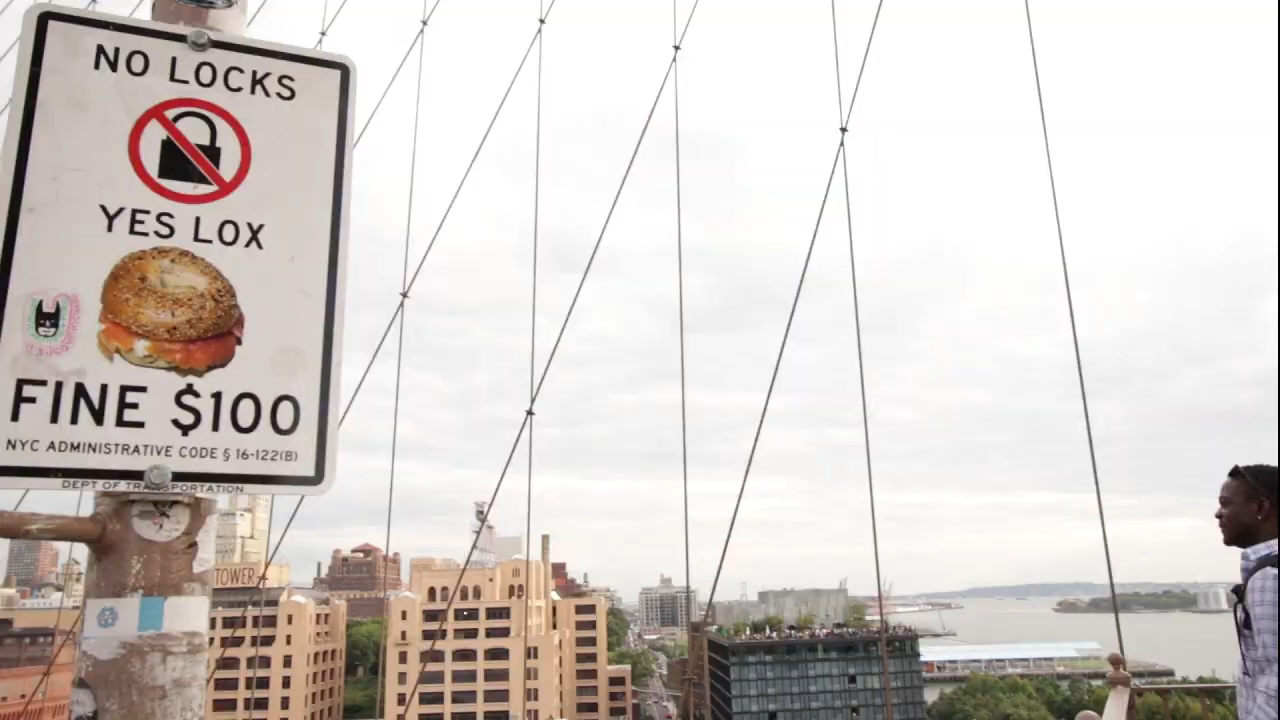 NO LOCKS
YES LOX
FINE $100
NYC ADMINISTRATIVE CODE § 16-122(B)
DEPT OF TRANSPORTATION
TOWER